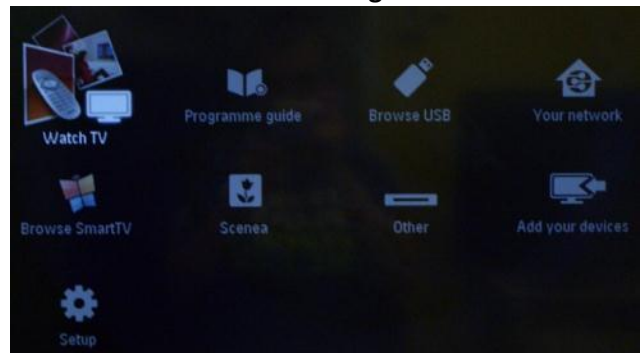 Watch TV
Programme guide
Browse USB
Your network
Browse SmartTV
Scenea
Other
Add your devices
Setup